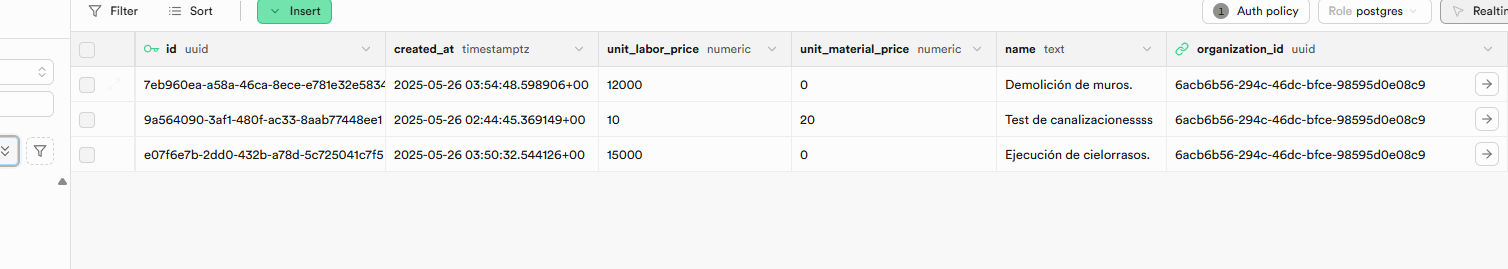 Filter Sort Insert 1 Auth policy Role postgres Realtin
id uuid created_at timestamptz unit_labor_price numeric unit_material_price numeric name text organization_id uuid
7eb960ea-a58a-46ca-8ece-e781e32e5834 2025-05-26 03:54:48.598906+00 12000 0 Demolición de muros. 6acb6b56-294c-46dc-bfce-98595d0e08c9
9a564090-3af1-480f-ac33-8aab77448ee1 2025-05-26 02:44:45.369149+00 10 20 Test de canalizacionessss 6acb6b56-294c-46dc-bfce-98595d0e08c9
e07f6e7b-2dd0-432b-a78d-5c725041c7f5 2025-05-26 03:50:32.544126+00 15000 0 Ejecución de cielorrasos. 6acb6b56-294c-46dc-bfce-98595d0e08c9